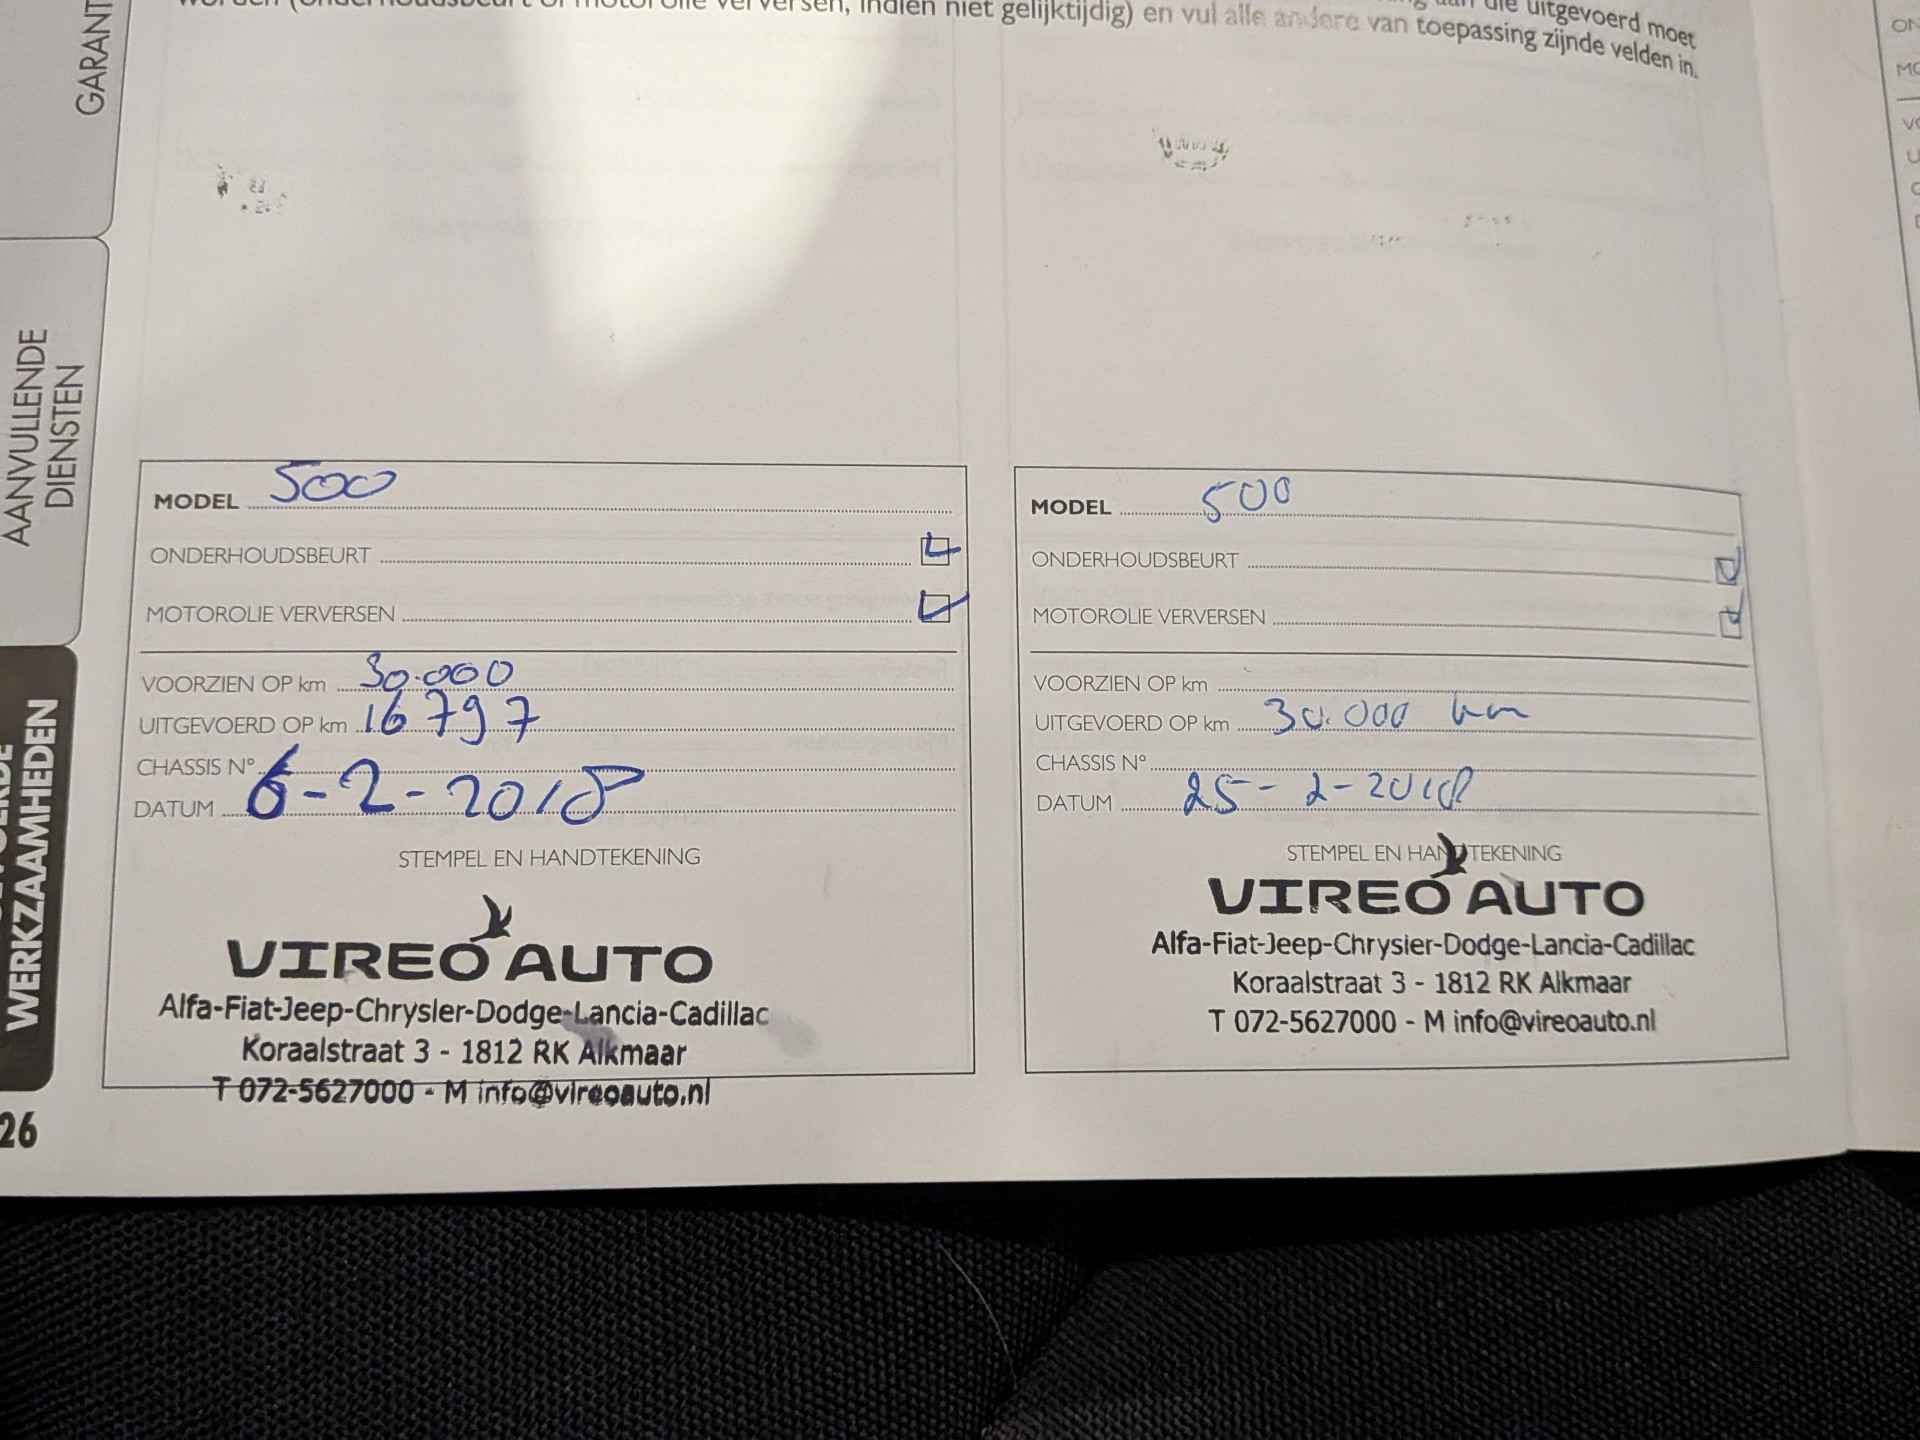 GARANT
worden (onderhoudsbeurt of motorolie verversen, indien niet gelijktijdig) en vul alle andere van toepassing zijnde velden in.
die uitgevoerd moet
AANVULLENDE
DIENSTEN
WERKZAAMHEDEN
26
MODEL 500
ONDERHOUDSBEURT
MOTOROLIE VERVERSEN
VOORZIEN OP km 30.000
UITGEVOERD OP km 16797
CHASSIS N°
DATUM 6-2-2018
STEMPEL EN HANDTEKENING
VIREO AUTO
Alfa-Fiat-Jeep-Chrysler-Dodge-Lancia-Cadillac
Koraalstraat 3 - 1812 RK Alkmaar
T 072-5627000 - M info@vireoauto.nl
MODEL 500
ONDERHOUDSBEURT
MOTOROLIE VERVERSEN
VOORZIEN OP km
UITGEVOERD OP km 30.000 km
CHASSIS N°
DATUM 25-2-2018
STEMPEL EN HANDTEKENING
VIREO AUTO
Alfa-Fiat-Jeep-Chrysler-Dodge-Lancia-Cadillac
Koraalstraat 3 - 1812 RK Alkmaar
T 072-5627000 - M info@vireoauto.nl